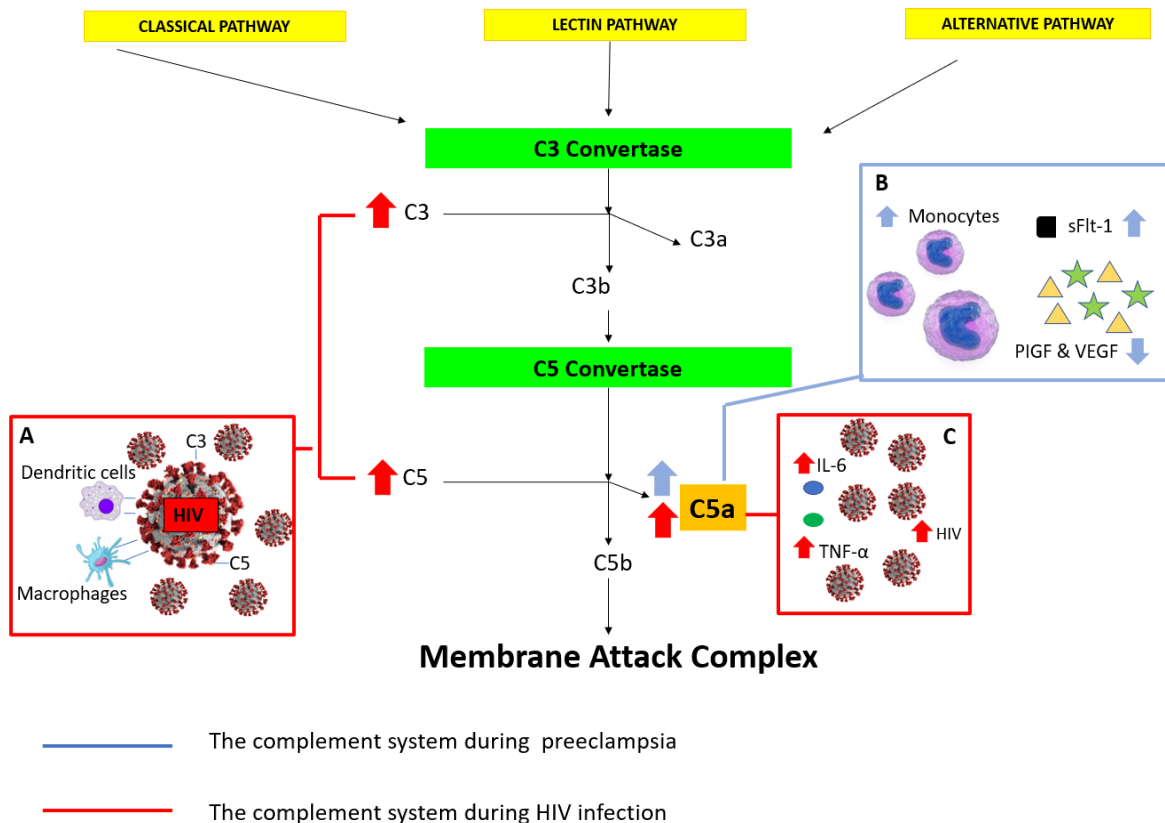 CLASSICAL PATHWAY
LECTIN PATHWAY
ALTERNATIVE PATHWAY
C3 Convertase
C3
C3a
C3b
B
Monocytes
sFlt-1
PIGF & VEGF
C5 Convertase
A
C3
Dendritic cells
HIV
C5
Macrophages
C5
C5a
C5b
C
IL-6
HIV
TNF-α
Membrane Attack Complex
The complement system during preeclampsia
The complement system during HIV infection